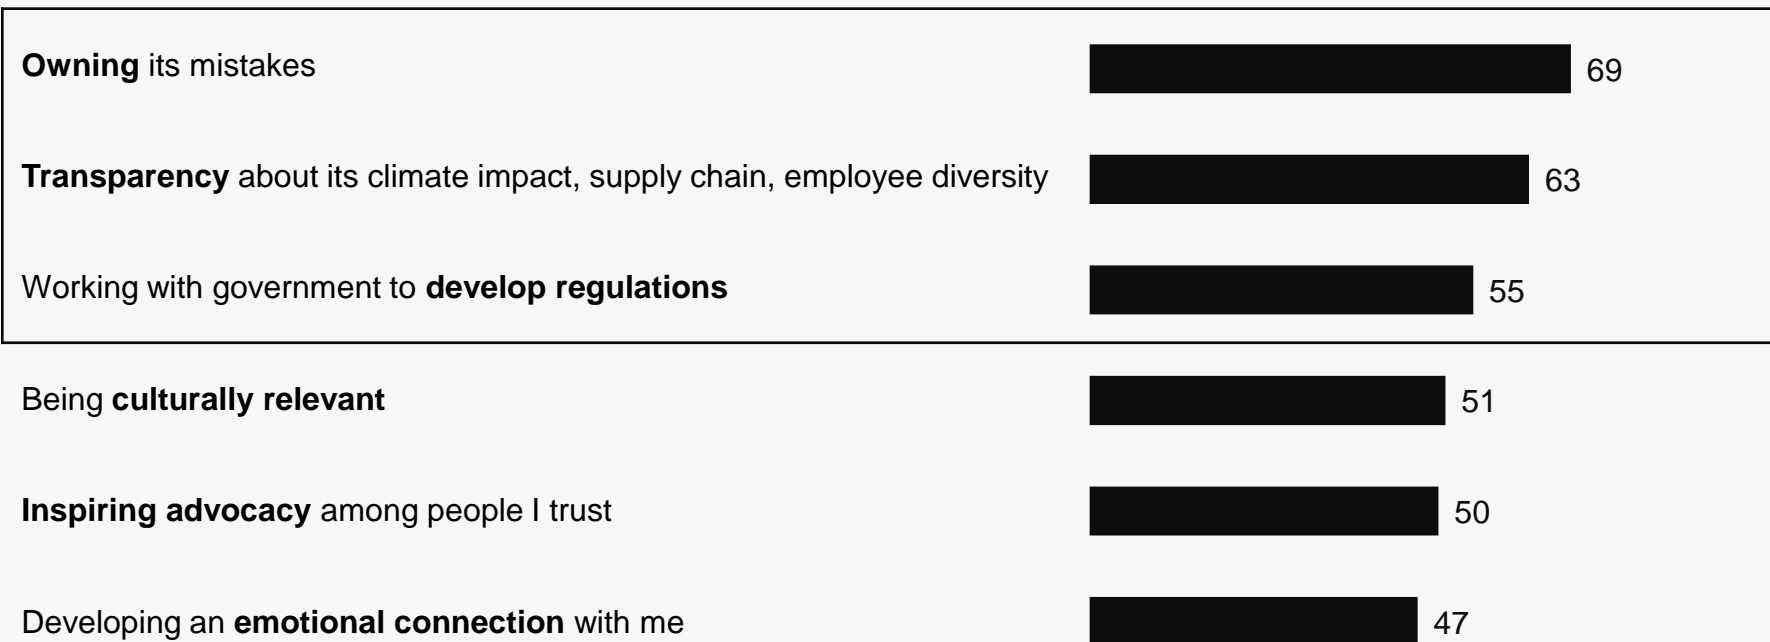 Owning its mistakes 69
Transparency about its climate impact, supply chain, employee diversity 63
Working with government to develop regulations 55
Being culturally relevant 51
Inspiring advocacy among people I trust 50
Developing an emotional connection with me 47